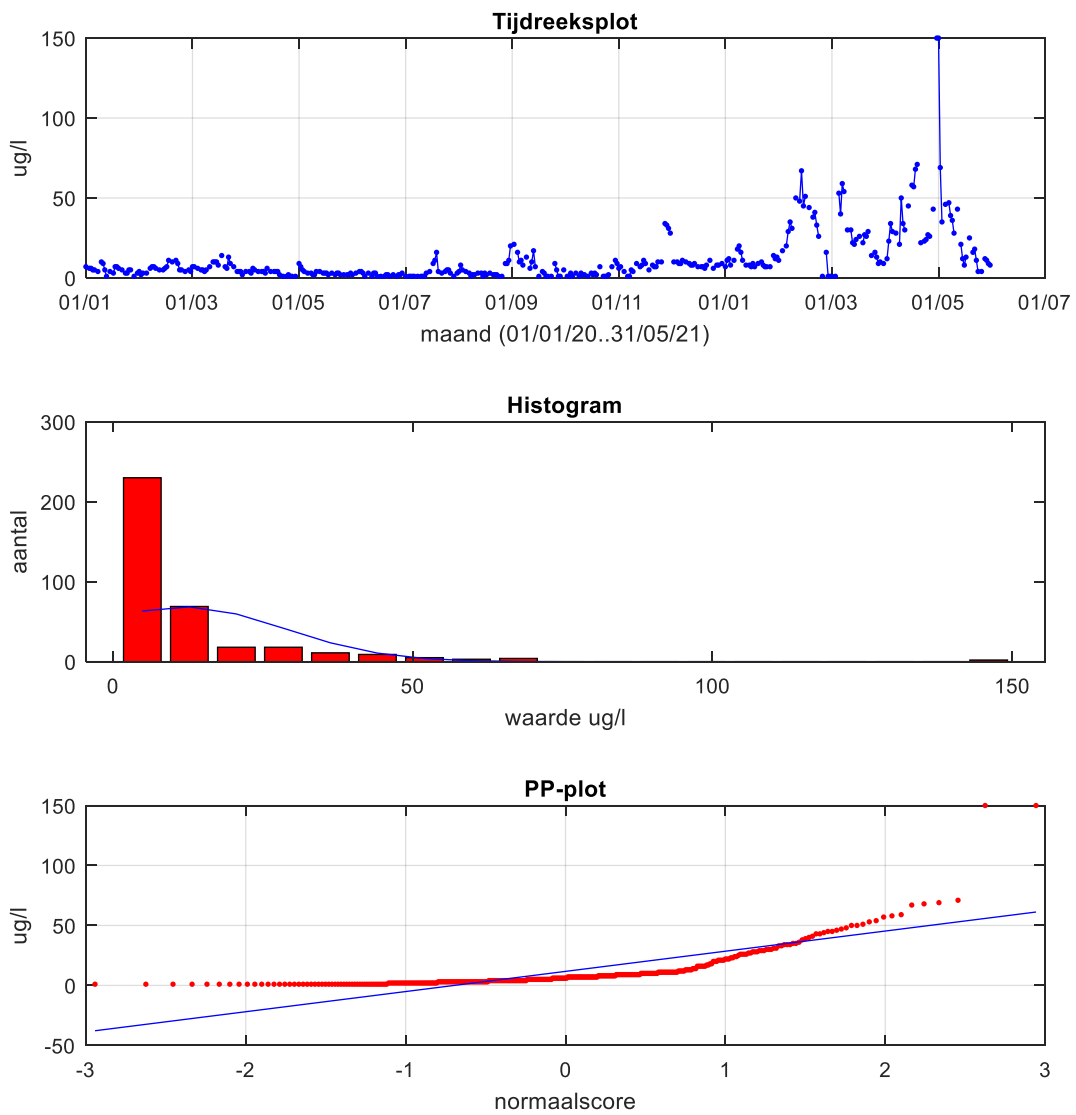 Tijdreeksplot
150
100
50
0
ug/l
01/01 01/03 01/05 01/07 01/09 01/11 01/01 01/03 01/05 01/07
maand (01/01/20..31/05/21)
Histogram
300
200
100
0
aantal
0 50 100 150
waarde ug/l
PP-plot
150
100
50
0
-50
ug/l
-3 -2 -1 0 1 2 3
normaalscore